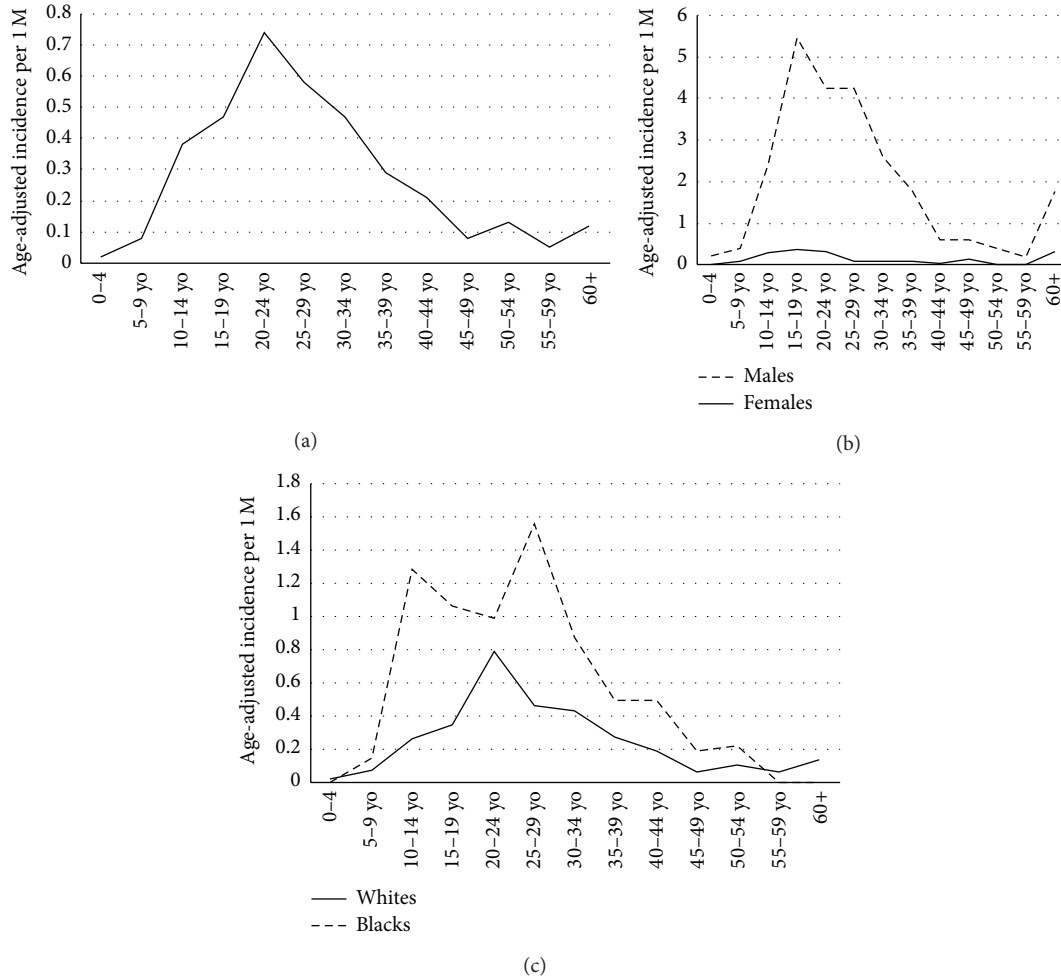 Age-adjusted incidence per 1 M
0.8
0.7
0.6
0.5
0.4
0.3
0.2
0.1
0
0–4
5–9 yo
10–14 yo
15–19 yo
20–24 yo
25–29 yo
30–34 yo
35–39 yo
40–44 yo
45–49 yo
50–54 yo
55–59 yo
60+
(a)
Age-adjusted incidence per 1 M
6
5
4
3
2
1
0
0–4
5–9 yo
10–14 yo
15–19 yo
20–24 yo
25–29 yo
30–34 yo
35–39 yo
40–44 yo
45–49 yo
50–54 yo
55–59 yo
60+
Males
Females
(b)
Age-adjusted incidence per 1 M
1.8
1.6
1.4
1.2
1
0.8
0.6
0.4
0.2
0
0–4
5–9 yo
10–14 yo
15–19 yo
20–24 yo
25–29 yo
30–34 yo
35–39 yo
40–44 yo
45–49 yo
50–54 yo
55–59 yo
60+
Whites
Blacks
(c)